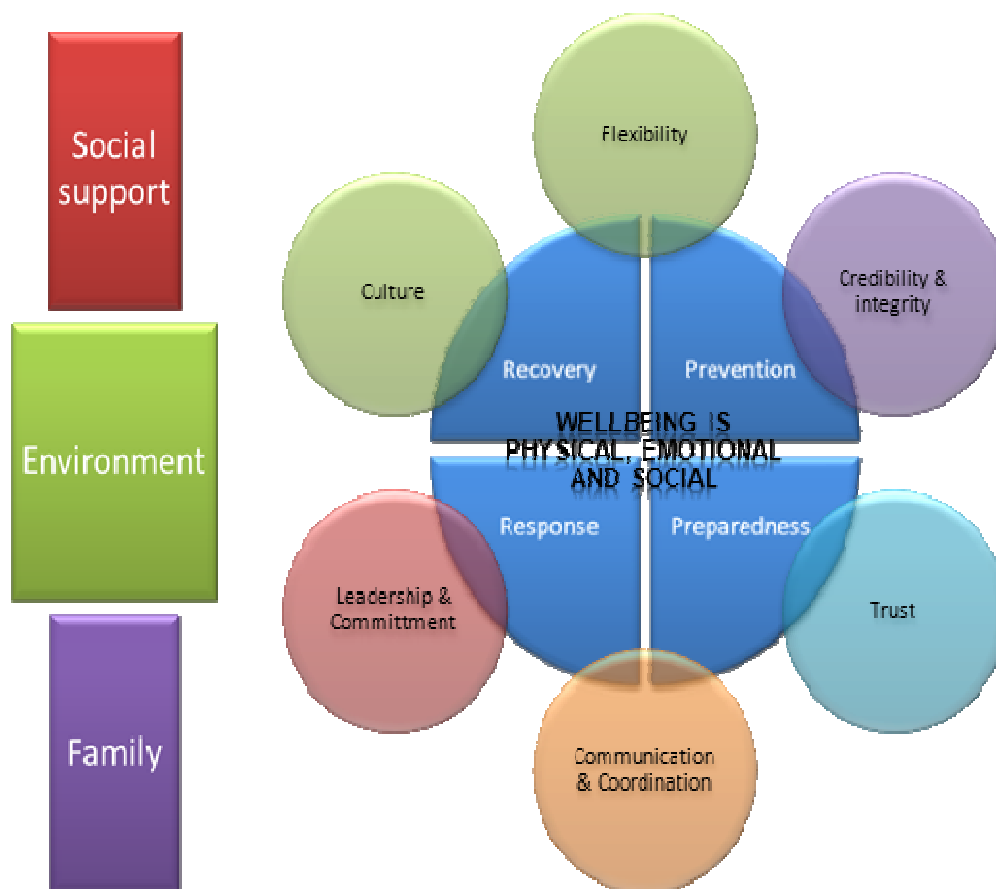 Social
support
Environment
Family
Flexibility
Culture
Credibility &
integrity
Recovery
Prevention
WELLBEING IS
PHYSICAL, EMOTIONAL
AND SOCIAL
Response
Preparedness
Leadership &
Committment
Trust
Communication
& Coordination